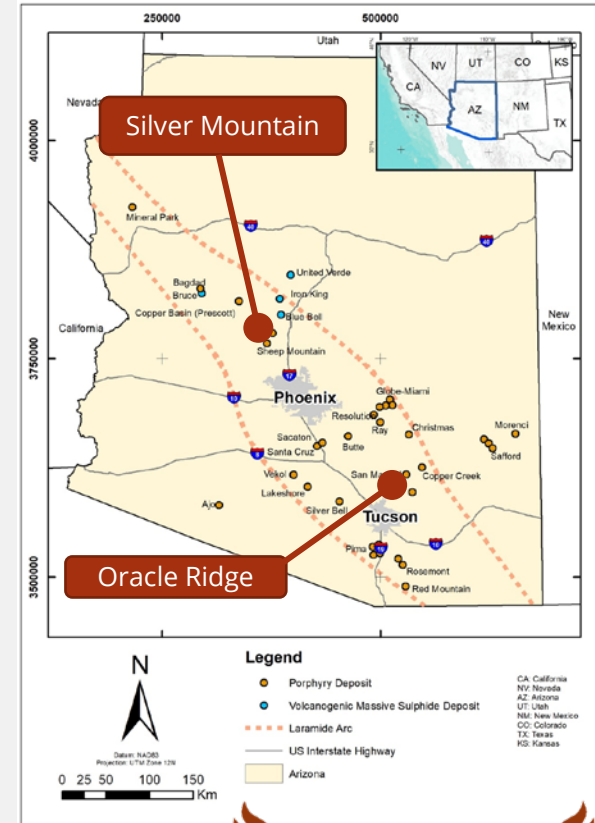 250000
500000
Utah
NV
UT
CO
KS
CA
AZ
NM
TX
Nevada
Silver Mountain
4000000
Mineral Park
40
40
United Verde
Bagdad
Bruce
Iron King
Copper Basin (Prescott)
Blue Bell
New
Mexico
California
Sheep Mountain
3750000
17
Phoenix
Globe-Miami
10
Resolution
Ray
Christmas
Morenci
Sacaton
Butte
Santa Cruz
Safford
8
San
Copper Creek
Vekol
Lakeshore
Ajo
Silver Bell
Tucson
Pima
10
Oracle Ridge
Rosemont
Red Mountain
3500000
N
Datum: NAD83
Projection: UTM Zone 12N
0 25 50 100 150
Km
Legend
Porphyry Deposit
Volcanogenic Massive Sulphide Deposit
Laramide Arc
US Interstate Highway
Arizona
CA: California
NV: Nevada
AZ: Arizona
UT: Utah
NM: New Mexico
CO: Colorado
TX: Texas
KS: Kansas